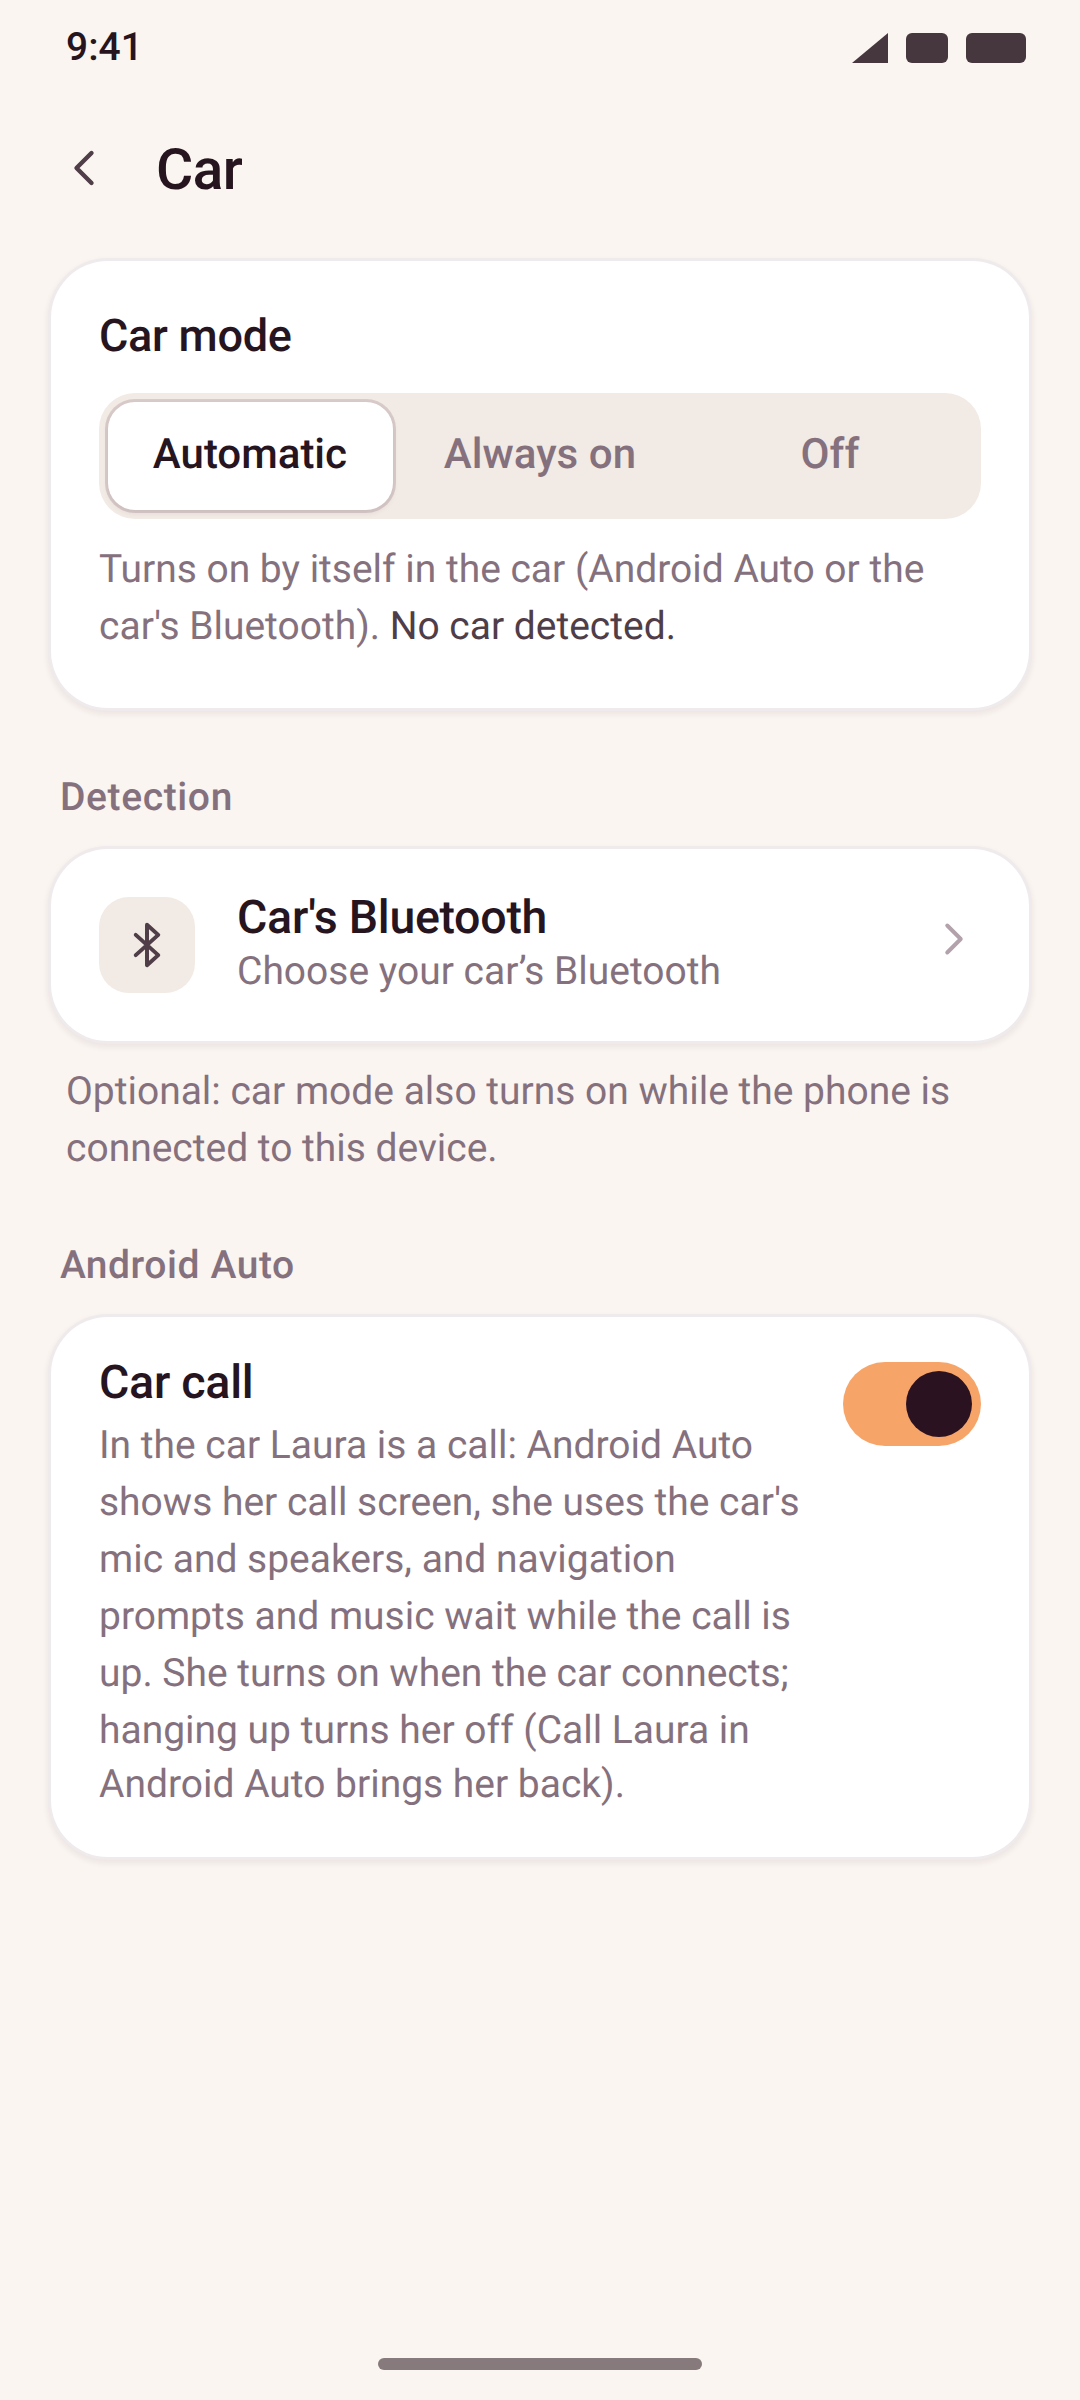 9:41
Car
Car mode
Automatic
Always on
Off
Turns on by itself in the car (Android Auto or the
car's Bluetooth). No car detected.
Detection
Car's Bluetooth
Choose your car’s Bluetooth
Optional: car mode also turns on while the phone is
connected to this device.
Android Auto
Car call
In the car Laura is a call: Android Auto
shows her call screen, she uses the car's
mic and speakers, and navigation
prompts and music wait while the call is
up. She turns on when the car connects;
hanging up turns her off (Call Laura in
Android Auto brings her back).